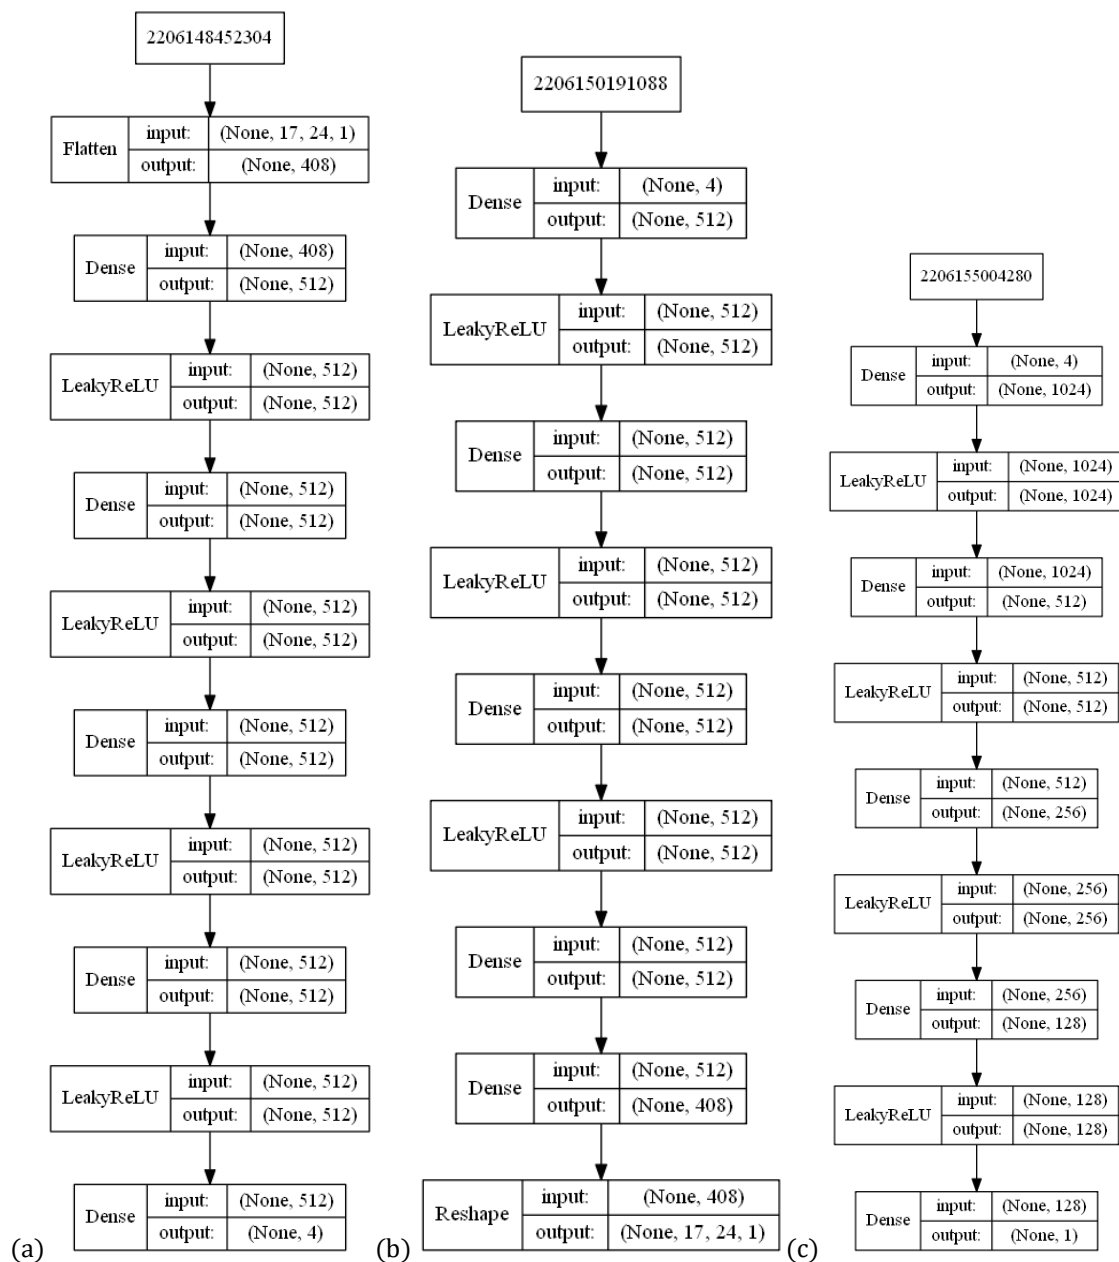 2206148452304
Flatten
input:
(None, 17, 24, 1)
output:
(None, 408)
Dense
input:
(None, 408)
output:
(None, 512)
LeakyReLU
input:
(None, 512)
output:
(None, 512)
Dense
input:
(None, 512)
output:
(None, 512)
LeakyReLU
input:
(None, 512)
output:
(None, 512)
Dense
input:
(None, 512)
output:
(None, 512)
LeakyReLU
input:
(None, 512)
output:
(None, 512)
Dense
input:
(None, 512)
output:
(None, 512)
LeakyReLU
input:
(None, 512)
output:
(None, 512)
Dense
input:
(None, 512)
output:
(None, 4)
(a)
2206150191088
Dense
input:
(None, 4)
output:
(None, 512)
LeakyReLU
input:
(None, 512)
output:
(None, 512)
Dense
input:
(None, 512)
output:
(None, 512)
LeakyReLU
input:
(None, 512)
output:
(None, 512)
Dense
input:
(None, 512)
output:
(None, 512)
LeakyReLU
input:
(None, 512)
output:
(None, 512)
Dense
input:
(None, 512)
output:
(None, 512)
Dense
input:
(None, 512)
output:
(None, 408)
Reshape
input:
(None, 408)
output:
(None, 17, 24, 1)
(b)
2206155004280
Dense
input:
(None, 4)
output:
(None, 1024)
LeakyReLU
input:
(None, 1024)
output:
(None, 1024)
Dense
input:
(None, 1024)
output:
(None, 512)
LeakyReLU
input:
(None, 512)
output:
(None, 512)
Dense
input:
(None, 512)
output:
(None, 256)
LeakyReLU
input:
(None, 256)
output:
(None, 256)
Dense
input:
(None, 256)
output:
(None, 128)
LeakyReLU
input:
(None, 128)
output:
(None, 128)
Dense
input:
(None, 128)
output:
(None, 1)
(c)